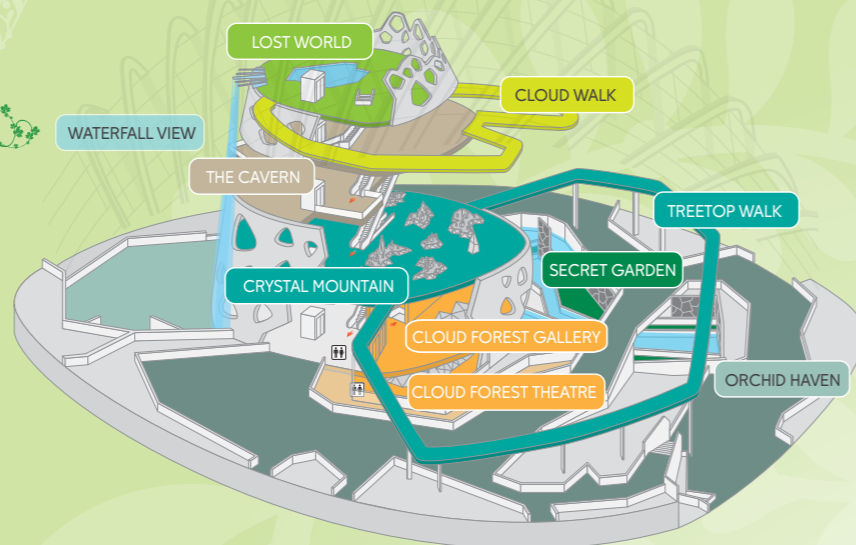 LOST WORLD
CLOUD WALK
WATERFALL VIEW
THE CAVERN
TREETOP WALK
SECRET GARDEN
CRYSTAL MOUNTAIN
CLOUD FOREST GALLERY
ORCHID HAVEN
CLOUD FOREST THEATRE